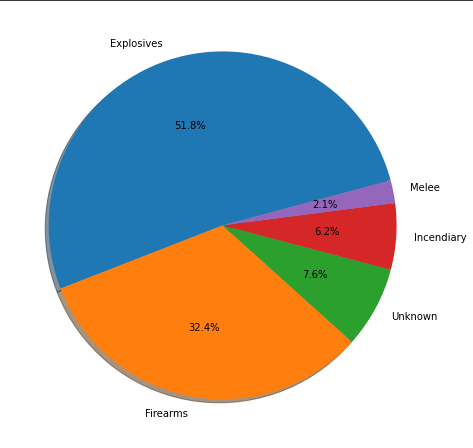 Explosives
51.8%
Melee
2.1%
6.2%
Incendiary
7.6%
Unknown
32.4%
Firearms